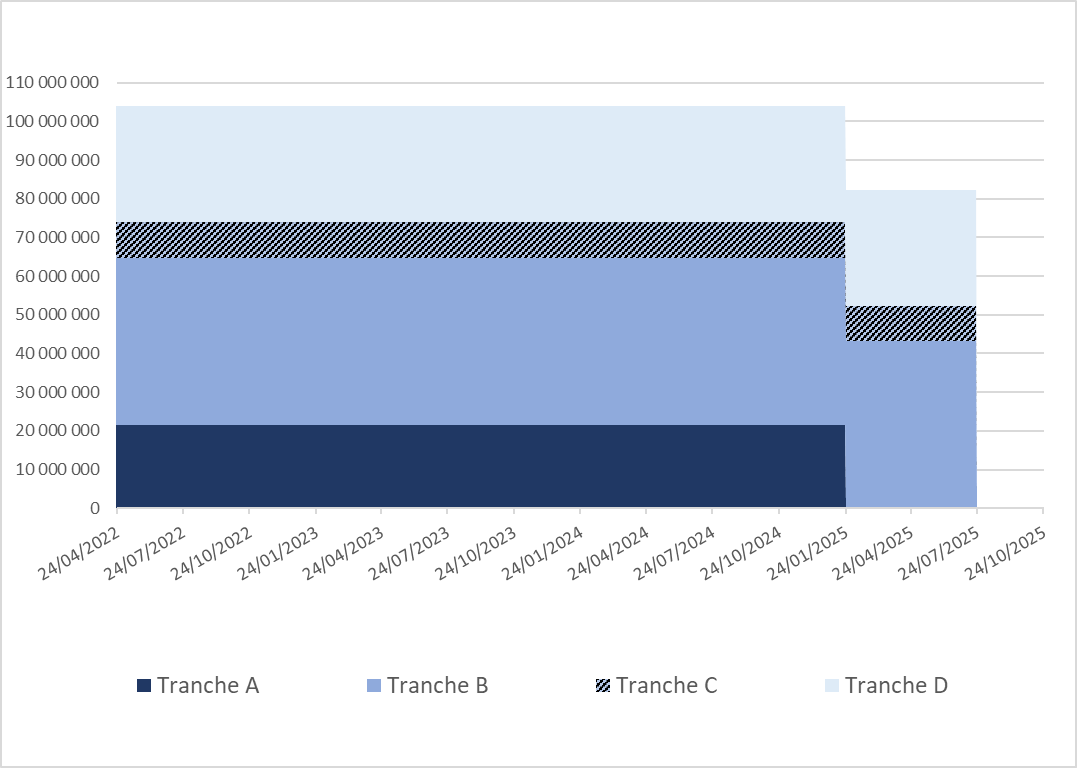 110 000 000
100 000 000
90 000 000
80 000 000
70 000 000
60 000 000
50 000 000
40 000 000
30 000 000
20 000 000
10 000 000
0
24/04/2022
24/07/2022
24/10/2022
24/01/2023
24/04/2023
24/07/2023
24/10/2023
24/01/2024
24/04/2024
24/07/2024
24/10/2024
24/01/2025
24/04/2025
24/07/2025
24/10/2025
Tranche A
Tranche B
Tranche C
Tranche D